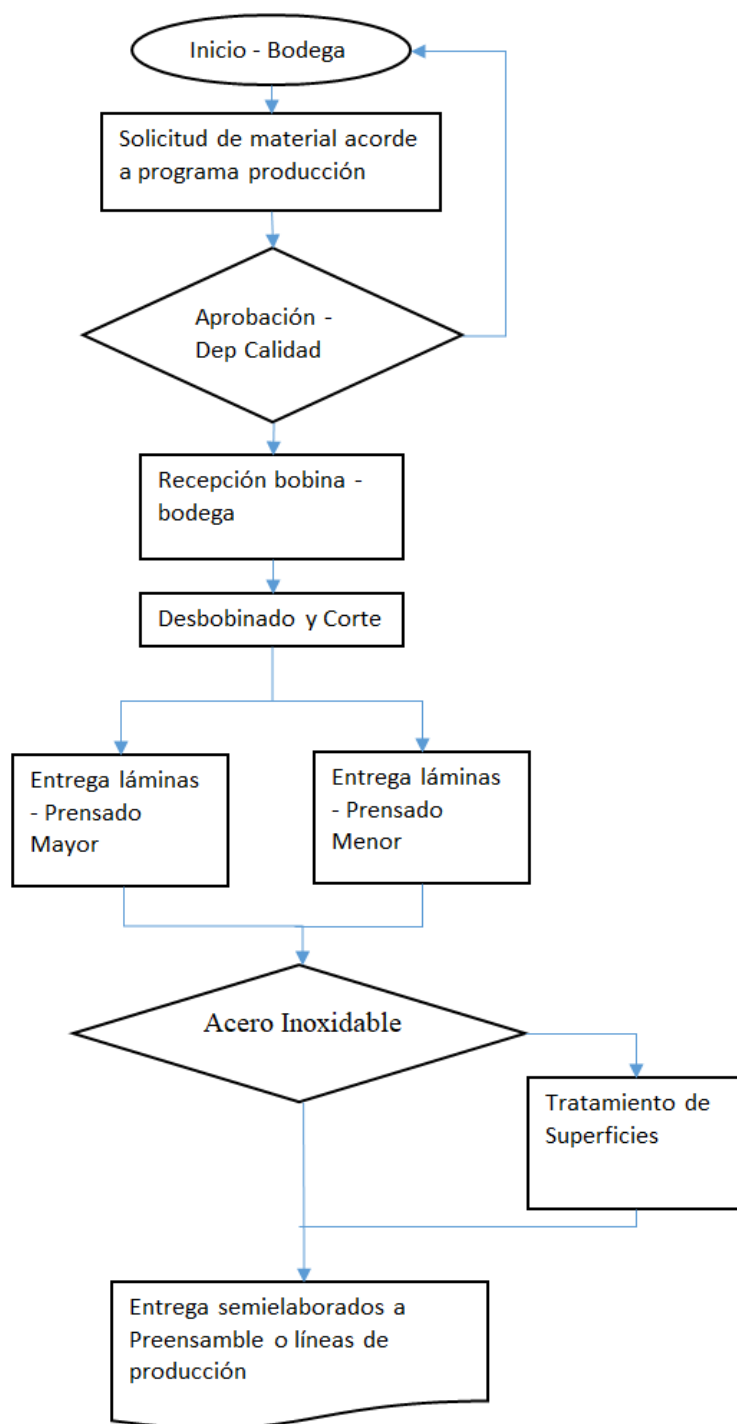 Inicio - Bodega
Solicitud de material acorde
a programa producción
Aprobación -
Dep Calidad
Recepción bobina -
bodega
Desbobinado y Corte
Entrega láminas
- Prensado
Mayor
Entrega láminas
- Prensado
Menor
Acero Inoxidable
Tratamiento de
Superficies
Entrega semielaborados a
Preensamble o líneas de
producción